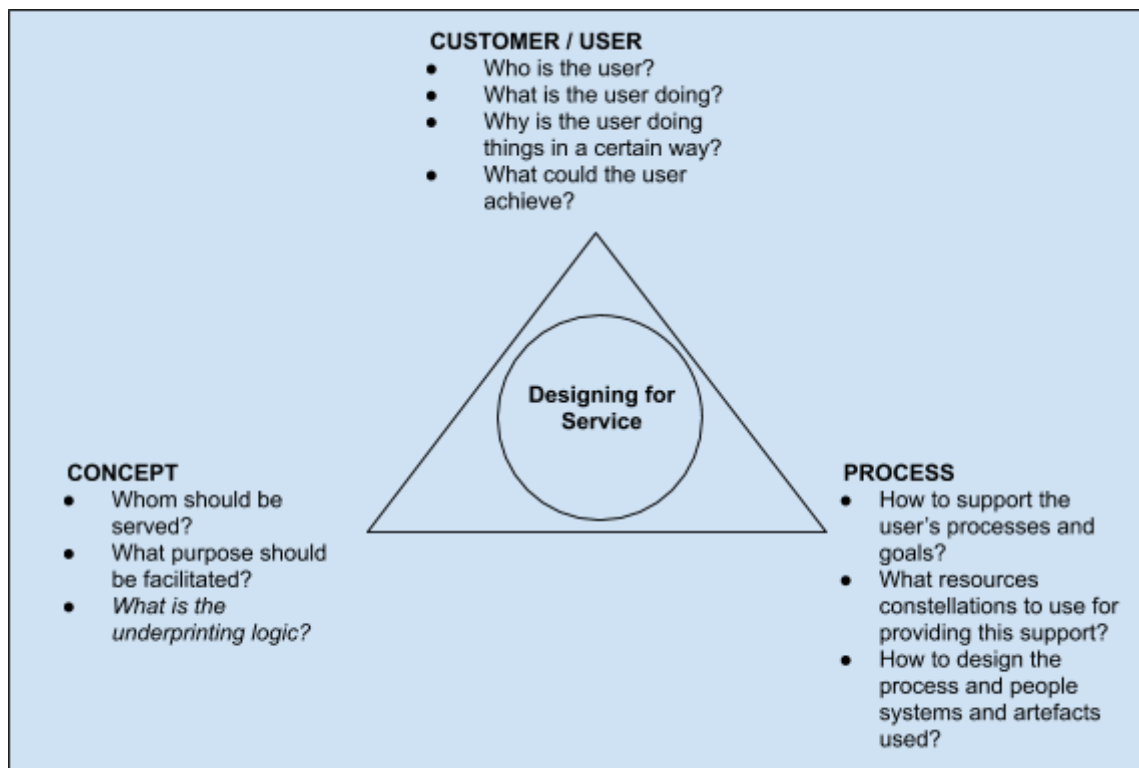 CUSTOMER / USER
● Who is the user?
● What is the user doing?
● Why is the user doing
things in a certain way?
● What could the user
achieve?
Designing for
Service
CONCEPT
● Whom should be
served?
● What purpose should
be facilitated?
● What is the
underprinting logic?
PROCESS
● How to support the
user's processes and
goals?
● What resources
constellations to use for
providing this support?
● How to design the
process and people
systems and artefacts
used?